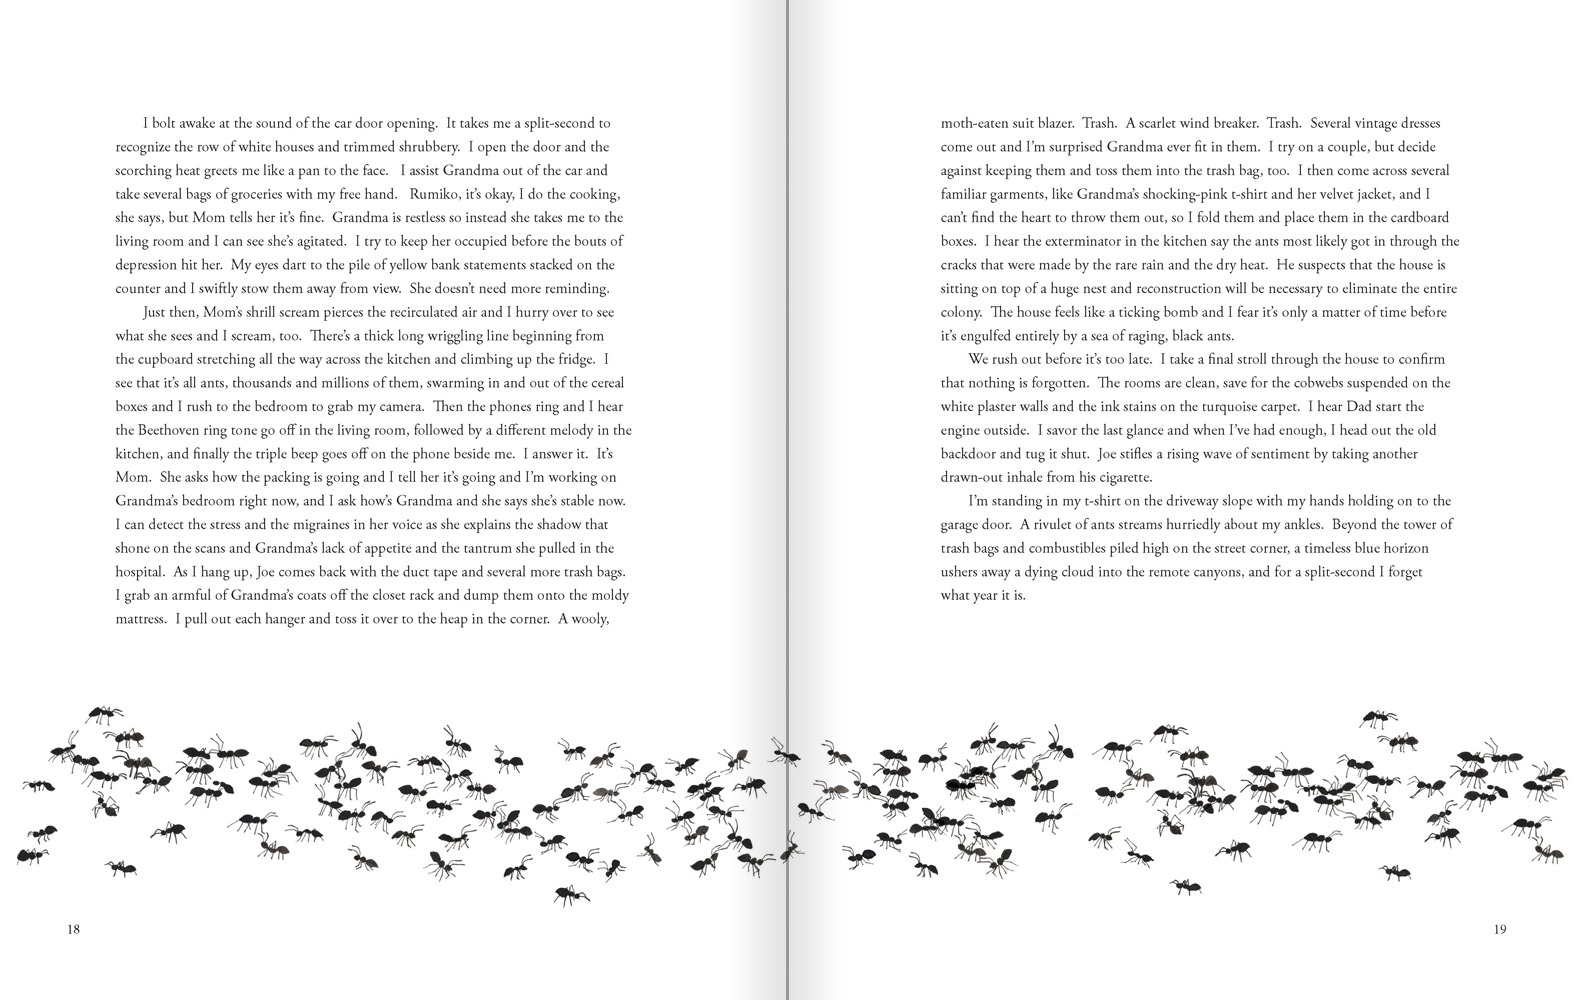 I bolt awake at the sound of the car door opening.  It takes me a split-second to
recognize the row of white houses and trimmed shrubbery.  I open the door and the
scorching heat greets me like a pan to the face.   I assist Grandma out of the car and
take several bags of groceries with my free hand.   Rumiko, it's okay, I do the cooking,
she says, but Mom tells her it's fine.  Grandma is restless so instead she takes me to the
living room and I can see she's agitated.  I try to keep her occupied before the bouts of
depression hit her.  My eyes dart to the pile of yellow bank statements stacked on the
counter and I swiftly stow them away from view.  She doesn't need more reminding.
Just then, Mom's shrill scream pierces the recirculated air and I hurry over to see
what she sees and I scream, too.  There's a thick long wriggling line beginning from
the cupboard stretching all the way across the kitchen and climbing up the fridge.  I
see that it's all ants, thousands and millions of them, swarming in and out of the cereal
boxes and I rush to the bedroom to grab my camera.  Then the phones ring and I hear
the Beethoven ring tone go off in the living room, followed by a different melody in the
kitchen, and finally the triple beep goes off on the phone beside me.  I answer it.  It's
Mom.  She asks how the packing is going and I tell her it's going and I'm working on
Grandma's bedroom right now, and I ask how's Grandma and she says she's stable now.
I can detect the stress and the migraines in her voice as she explains the shadow that
shone on the scans and Grandma's lack of appetite and the tantrum she pulled in the
hospital.  As I hang up, Joe comes back with the duct tape and several more trash bags.
I grab an armful of Grandma's coats off the closet rack and dump them onto the moldy
mattress.  I pull out each hanger and toss it over to the heap in the corner.  A wooly,
18
moth-eaten suit blazer.  Trash.  A scarlet wind breaker.  Trash.  Several vintage dresses
come out and I'm surprised Grandma ever fit in them.  I try on a couple, but decide
against keeping them and toss them into the trash bag, too.  I then come across several
familiar garments, like Grandma's shocking-pink t-shirt and her velvet jacket, and I
can't find the heart to throw them out, so I fold them and place them in the cardboard
boxes.  I hear the exterminator in the kitchen say the ants most likely got in through the
cracks that were made by the rare rain and the dry heat.  He suspects that the house is
sitting on top of a huge nest and reconstruction will be necessary to eliminate the entire
colony.  The house feels like a ticking bomb and I fear it's only a matter of time before
it's engulfed entirely by a sea of raging, black ants.
We rush out before it's too late.  I take a final stroll through the house to confirm
that nothing is forgotten.  The rooms are clean, save for the cobwebs suspended on the
white plaster walls and the ink stains on the turquoise carpet.  I hear Dad start the
engine outside.  I savor the last glance and when I've had enough, I head out the old
backdoor and tug it shut.  Joe stifles a rising wave of sentiment by taking another
drawn-out inhale from his cigarette.
I'm standing in my t-shirt on the driveway slope with my hands holding on to the
garage door.  A rivulet of ants streams hurriedly about my ankles.  Beyond the tower of
trash bags and combustibles piled high on the street corner, a timeless blue horizon
ushers away a dying cloud into the remote canyons, and for a split-second I forget
what year it is.
19